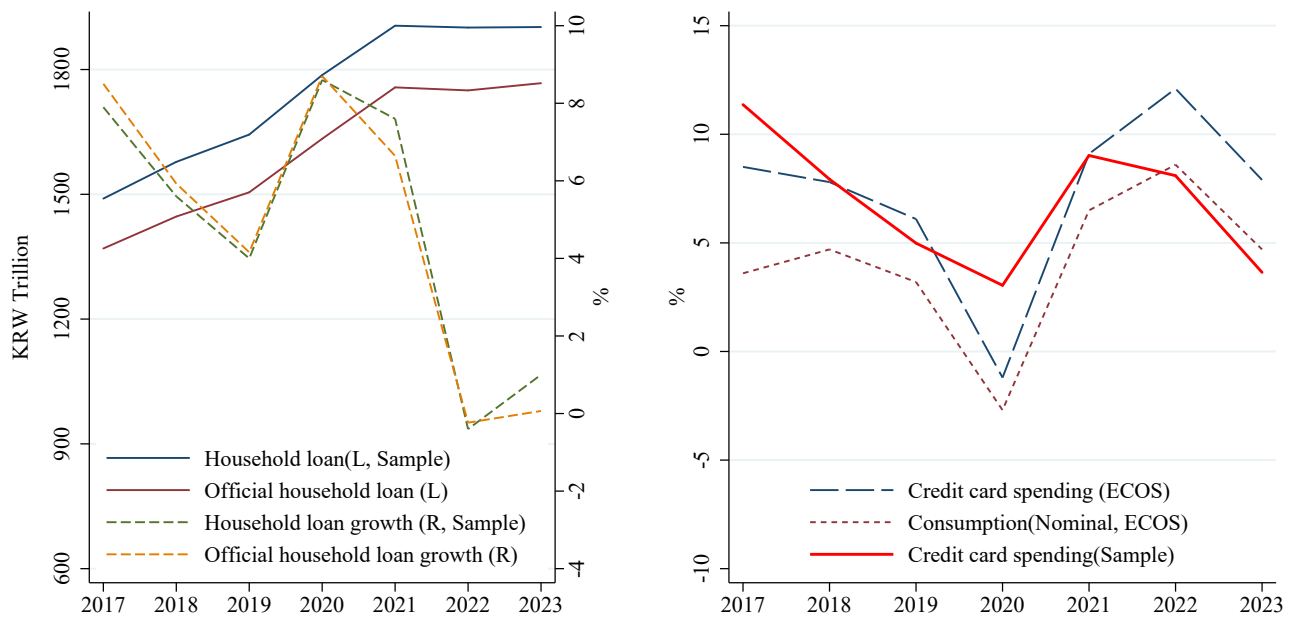 KRW Trillion
1800
1500
1200
900
600
10
8
6
4
2
0
-2
-4
%
Household loan(L, Sample)
Official household loan (L)
Household loan growth (R, Sample)
Official household loan growth (R)
2017 2018 2019 2020 2021 2022 2023
%
15
10
5
0
-5
-10
Credit card spending (ECOS)
Consumption(Nominal, ECOS)
Credit card spending(Sample)
2017 2018 2019 2020 2021 2022 2023